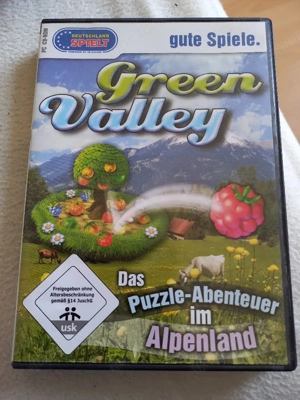 PC CD-ROM
DEUTSCHLAND
SPIELT
gute Spiele.
Green
Valley
Das
Puzzle-Abenteuer
im
Alpenland
Freigegeben ohne
Altersbeschränkung
gemäß §14 JuSchG.
usk